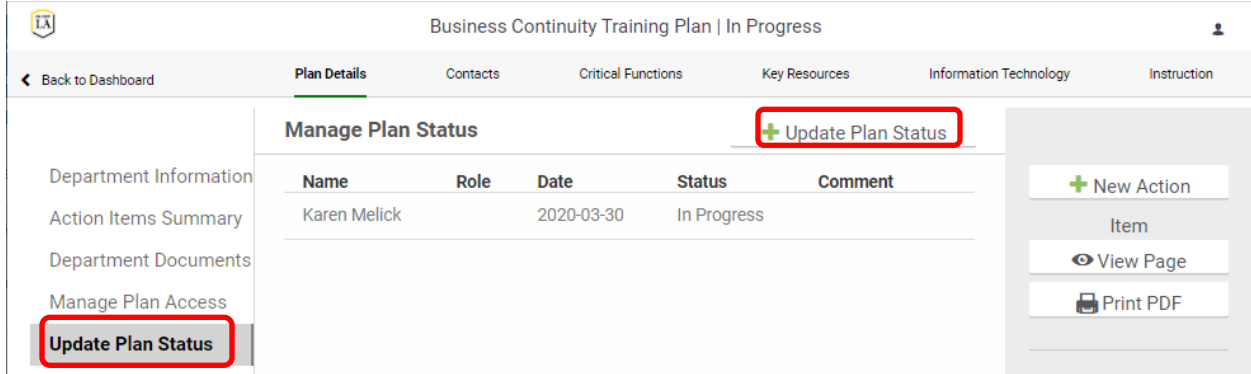 LA
Business Continuity Training Plan | In Progress
Back to Dashboard
Plan Details
Contacts
Critical Functions
Key Resources
Information Technology
Instruction
Manage Plan Status
Update Plan Status
Department Information
Action Items Summary
Department Documents
Manage Plan Access
Update Plan Status
Name Role Date Status Comment
Karen Melick 2020-03-30 In Progress
New Action
Item
View Page
Print PDF